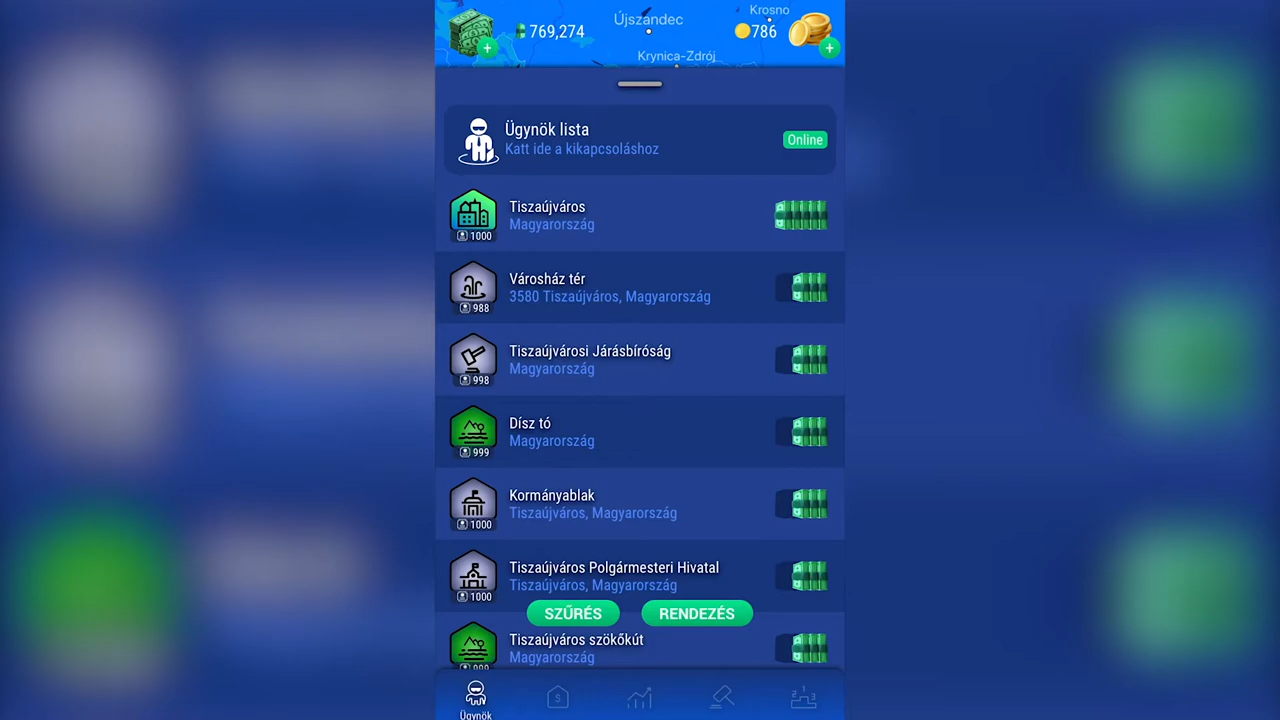 Krosno
Újszandec
769,274
786
Krynica-Zdrój
Ügynök lista
Katt ide a kikapcsoláshoz
Online
Tiszaújváros
Magyarország
1000
Városház tér
3580 Tiszaújváros, Magyarország
988
Tiszaújvárosi Járásbíróság
Magyarország
998
Dísz tó
Magyarország
999
Kormányablak
Tiszaújváros, Magyarország
1000
Tiszaújváros Polgármesteri Hivatal
Tiszaújváros, Magyarország
1000
SZŰRÉS
RENDEZÉS
Tiszaújváros szökőkút
Magyarország
999
Ügynök